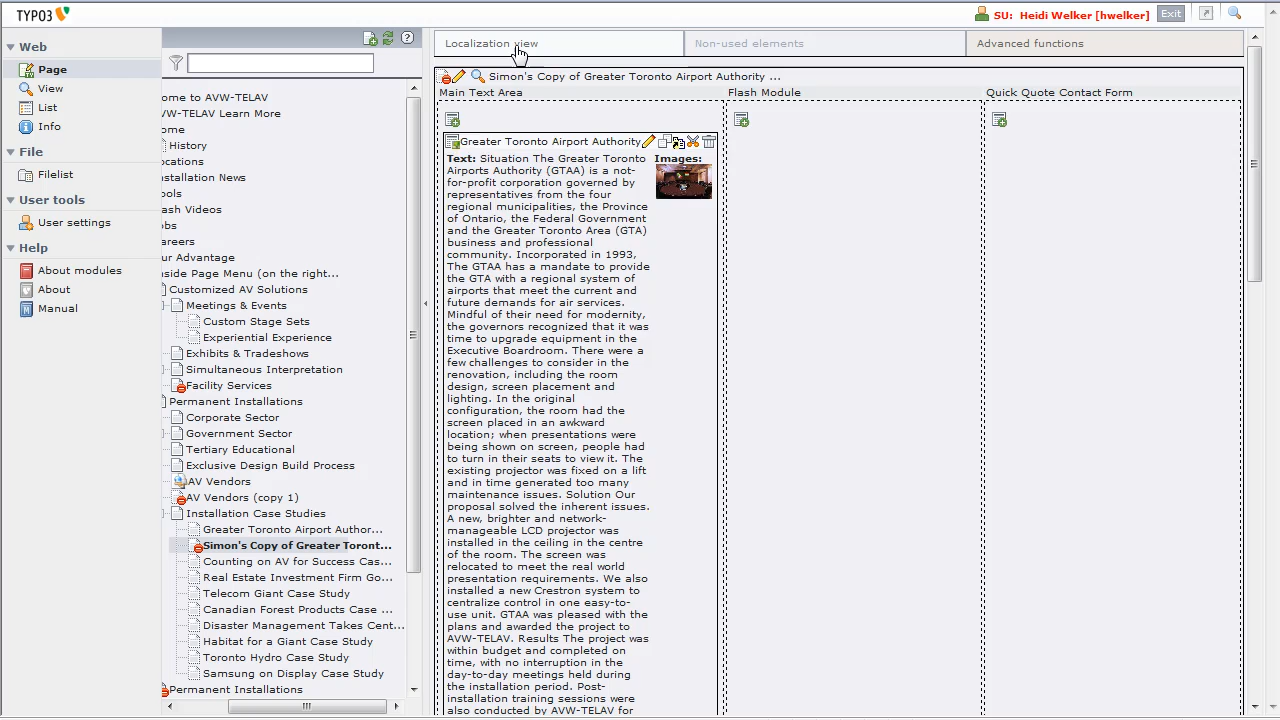 TYPO3
SU: Heidi Welker [hwelker]
Exit
Web
Page
View
List
Info
File
Filelist
User tools
User settings
Help
About modules
About
Manual
ome to AVW-TELAV
VW-TELAV Learn More
ome
History
ocations
nstallation News
ools
ash Videos
obs
areers
ur Advantage
nside Page Menu (on the right...
Customized AV Solutions
Meetings & Events
Custom Stage Sets
Experiential Experience
Exhibits & Tradeshows
Simultaneous Interpretation
Facility Services
Permanent Installations
Corporate Sector
Government Sector
Tertiary Educational
Exclusive Design Build Process
AV Vendors
AV Vendors (copy 1)
Installation Case Studies
Greater Toronto Airport Author...
Simon's Copy of Greater Toront...
Counting on AV for Success Cas...
Real Estate Investment Firm Go...
Telecom Giant Case Study
Canadian Forest Products Case ...
Disaster Management Takes Cent...
Habitat for a Giant Case Study
Toronto Hydro Case Study
Samsung on Display Case Study
Permanent Installations
Localization view
Non-used elements
Advanced functions
Simon's Copy of Greater Toronto Airport Authority ...
Main Text Area
Flash Module
Quick Quote Contact Form
Greater Toronto Airport Authority
Text: Situation The Greater Toronto
Airports Authority (GTAA) is a not-
for-profit corporation governed by
representatives from the four
regional municipalities, the Province
of Ontario, the Federal Government
and the Greater Toronto Area (GTA)
business and professional
community. Incorporated in 1993,
The GTAA has a mandate to provide
the GTA with a regional system of
airports that meet the current and
future demands for air services.
Mindful of their need for modernity,
the governors recognized that it was
time to upgrade equipment in the
Executive Boardroom. There were a
few challenges to consider in the
renovation, including the room
design, screen placement and
lighting. In the original
configuration, the room had the
screen placed in an awkward
location; when presentations were
being shown on screen, people had
to turn in their seats to view it. The
existing projector was fixed on a lift
and in time generated too many
maintenance issues. Solution Our
proposal solved the inherent issues.
A new, brighter and network-
manageable LCD projector was
installed in the ceiling in the centre
of the room. The screen was
relocated to meet the real world
presentation requirements. We also
installed a new Crestron system to
centralize control in one easy-to-
use unit. GTAA was pleased with the
plans and awarded the project to
AVW-TELAV. Results The project was
within budget and completed on
time, with no interruption in the
day-to-day meetings held during
the installation period. Post-
installation training sessions were
also conducted by AVW-TELAV for
Images: